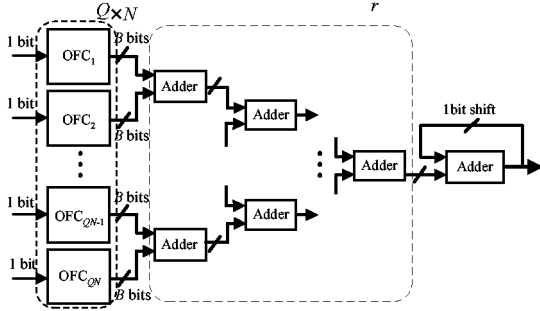 Q×N
r
1 bit
OFC1
B bits
Adder
1 bit
OFC2
B bits
Adder
1bit shift
Adder
Adder
1 bit
OFCQN-1
B bits
Adder
Adder
1 bit
OFCQN
B bits